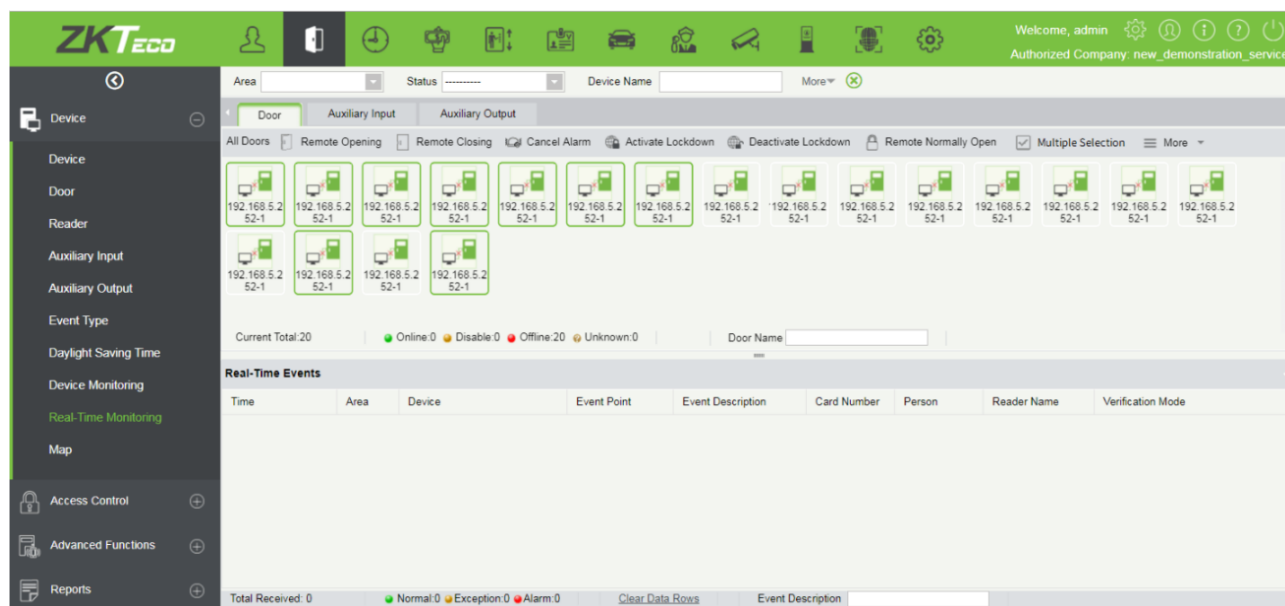 ZKTeco
Welcome, admin
Authorized Company: new_demonstration_service
Area
Status ----------
Device Name
More
Device
Door
Auxiliary Input
Auxiliary Output
All Doors
Remote Opening
Remote Closing
Cancel Alarm
Activate Lockdown
Deactivate Lockdown
Remote Normally Open
Multiple Selection
More
Device
Door
Reader
Auxiliary Input
Auxiliary Output
Event Type
Daylight Saving Time
Device Monitoring
Real-Time Monitoring
Map
Access Control
Advanced Functions
Reports
192.168.5.2 192.168.5.2 192.168.5.2 192.168.5.2 192.168.5.2 192.168.5.2 192.168.5.2 192.168.5.2 192.168.5.2 192.168.5.2 192.168.5.2 192.168.5.2 192.168.5.2 192.168.5.2 192.168.5.2
52-1 52-1 52-1 52-1 52-1 52-1 52-1 52-1 52-1 52-1 52-1 52-1 52-1 52-1 52-1
192.168.5.2 192.168.5.2 192.168.5.2 192.168.5.2
52-1 52-1 52-1 52-1
Current Total:20
Online:0 Disable:0 Offline:20 Unknown:0
Door Name
Real-Time Events
Time Area Device Event Point Event Description Card Number Person Reader Name Verification Mode
Total Received: 0
Normal:0 Exception:0 Alarm:0
Clear Data Rows
Event Description